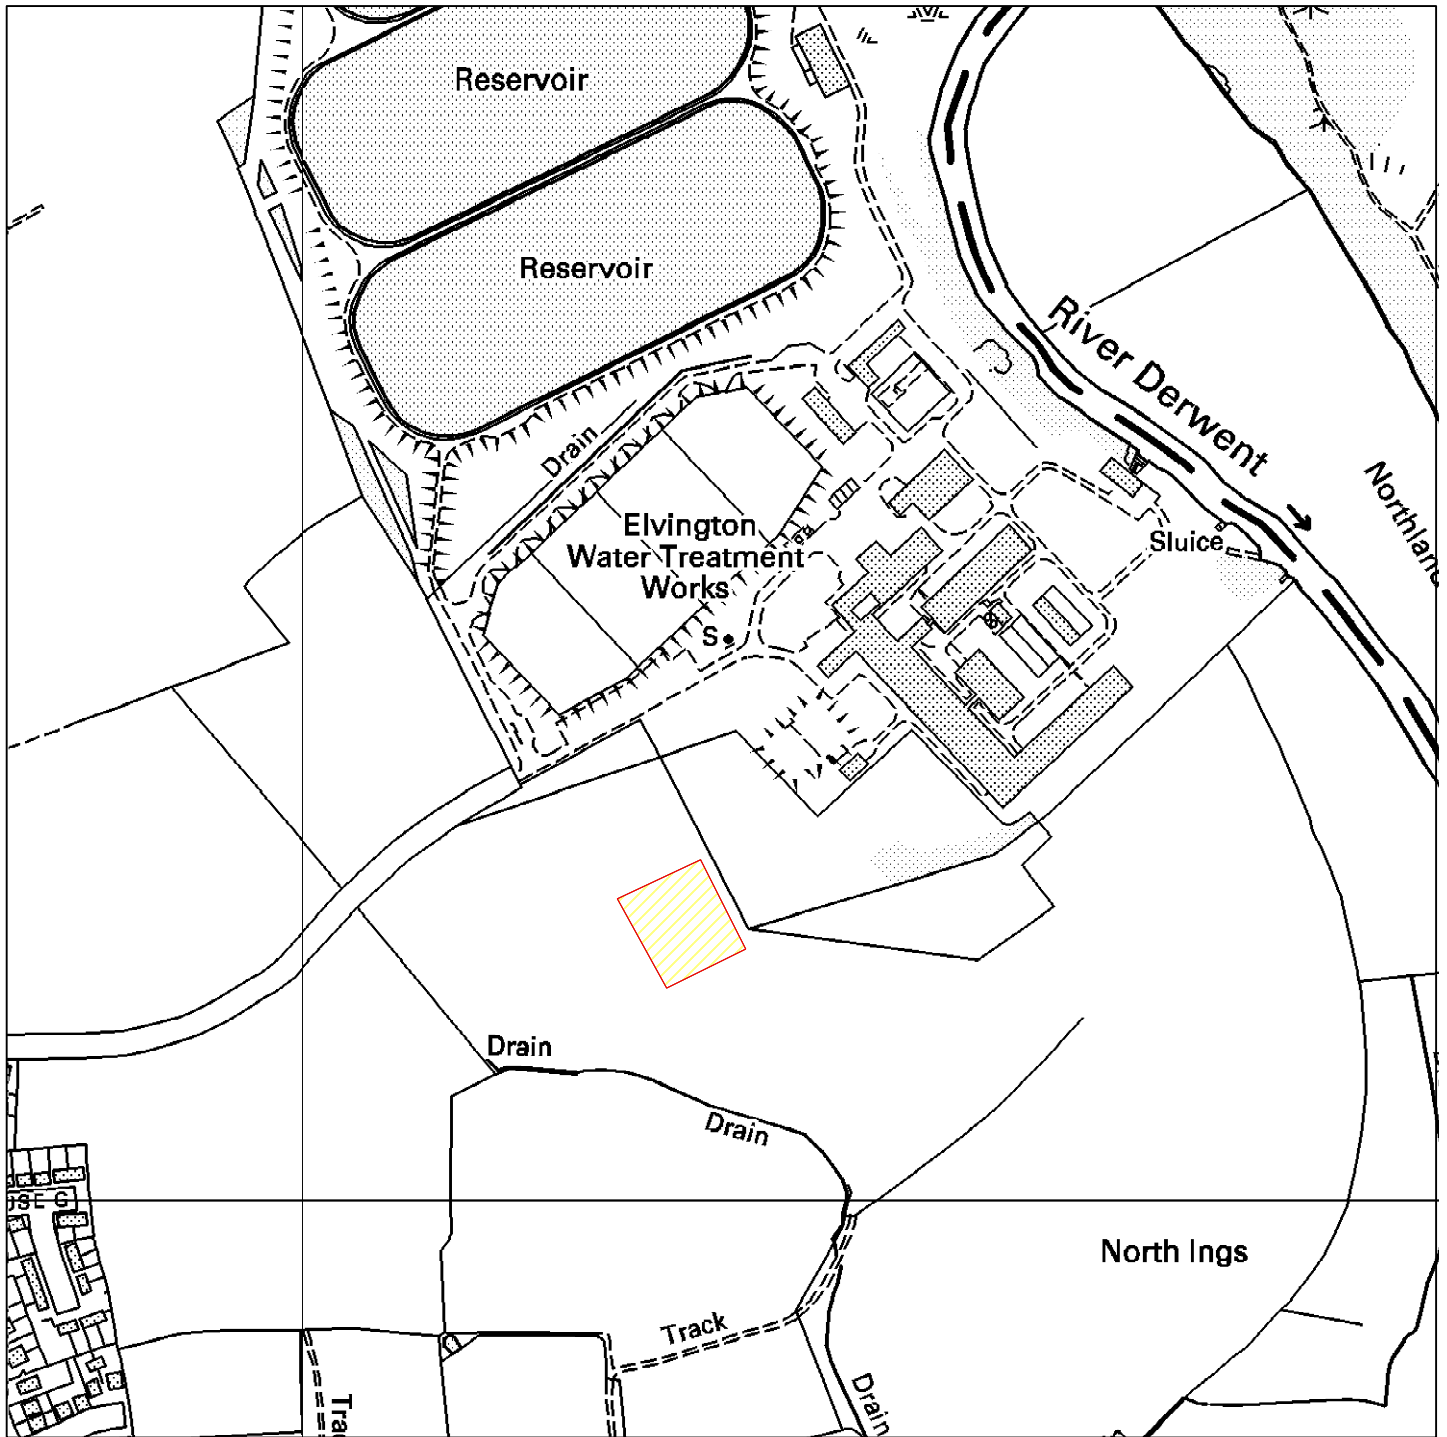 Reservoir
Reservoir
River Derwent
Drain
Elvington
Water Treatment
Works
Sluice
S
Drain
Drain
North Ings
Track
Drain